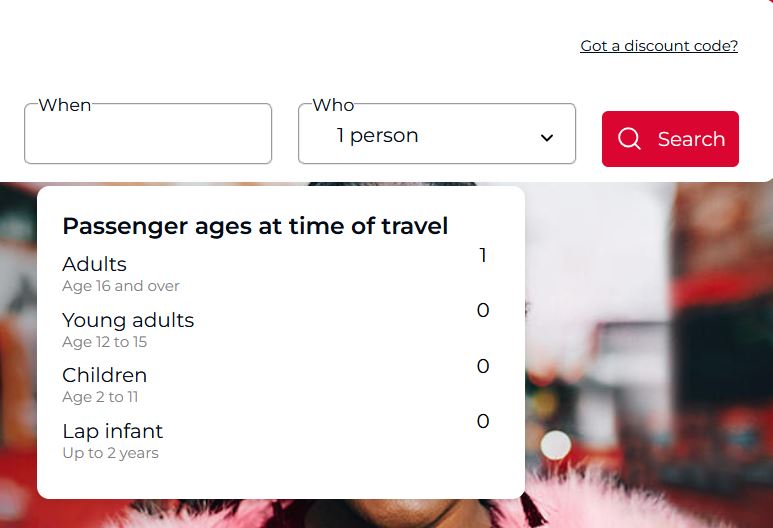 Got a discount code?
When
Who
1 person
Search
Passenger ages at time of travel
Adults
1
Age 16 and over
Young adults
0
Age 12 to 15
Children
0
Age 2 to 11
Lap infant
0
Up to 2 years